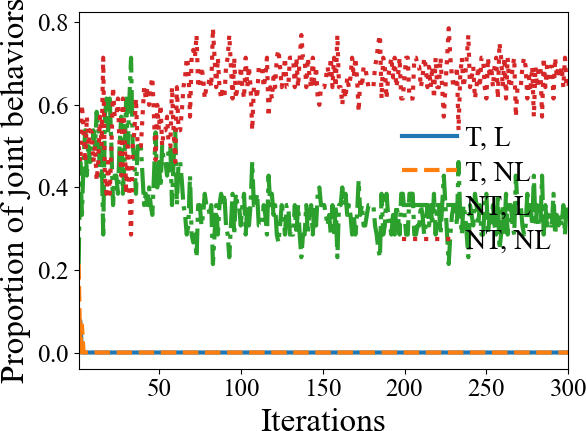 Proportion of joint behaviors
0.8
0.6
0.4
0.2
0.0
T, L
T, NL
NT, L
NT, NL
50
100
150
200
250
300
Iterations